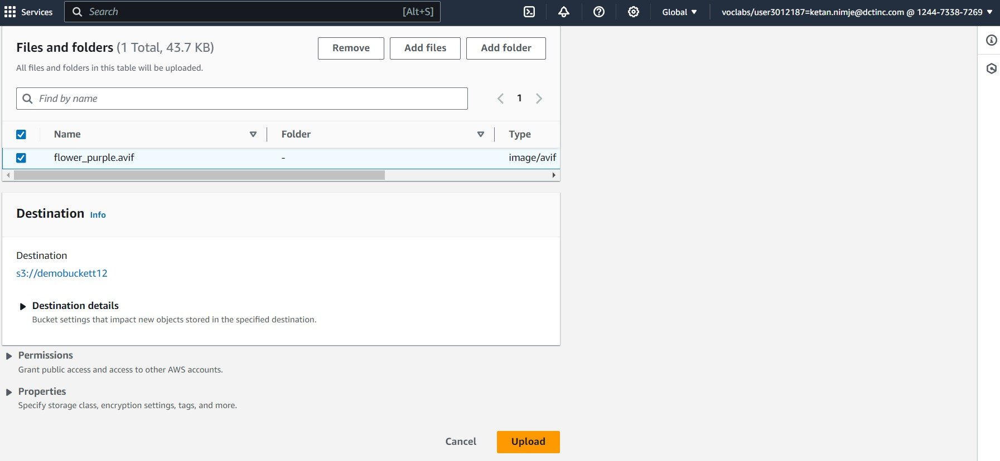 Services Search [Alt+S] Global voclabs/user3012187=ketan.nimje@dctinc.com @ 1244-7338-7269
Files and folders (1 Total, 43.7 KB) Remove Add files Add folder
All files and folders in this table will be uploaded.
Find by name 1
Name Folder Type
flower_purple.avif - image/avif
Destination Info
Destination
s3://demobuckett12
Destination details
Bucket settings that impact new objects stored in the specified destination.
Permissions
Grant public access and access to other AWS accounts.
Properties
Specify storage class, encryption settings, tags, and more.
Cancel Upload